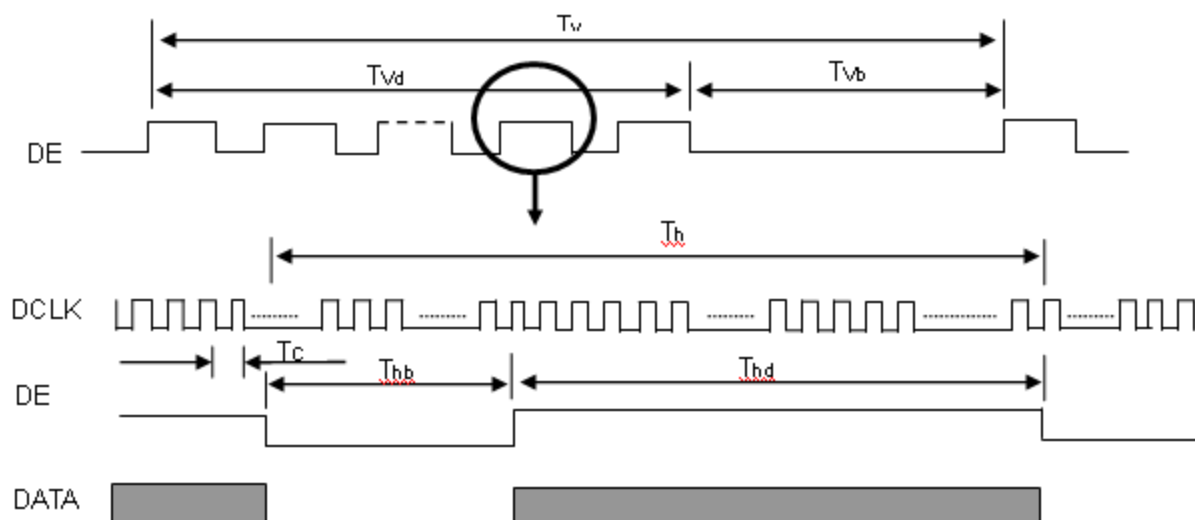 Tv
TVd
TVb
DE
Th
DCLK
Tc
Thb
Thd
DE
DATA